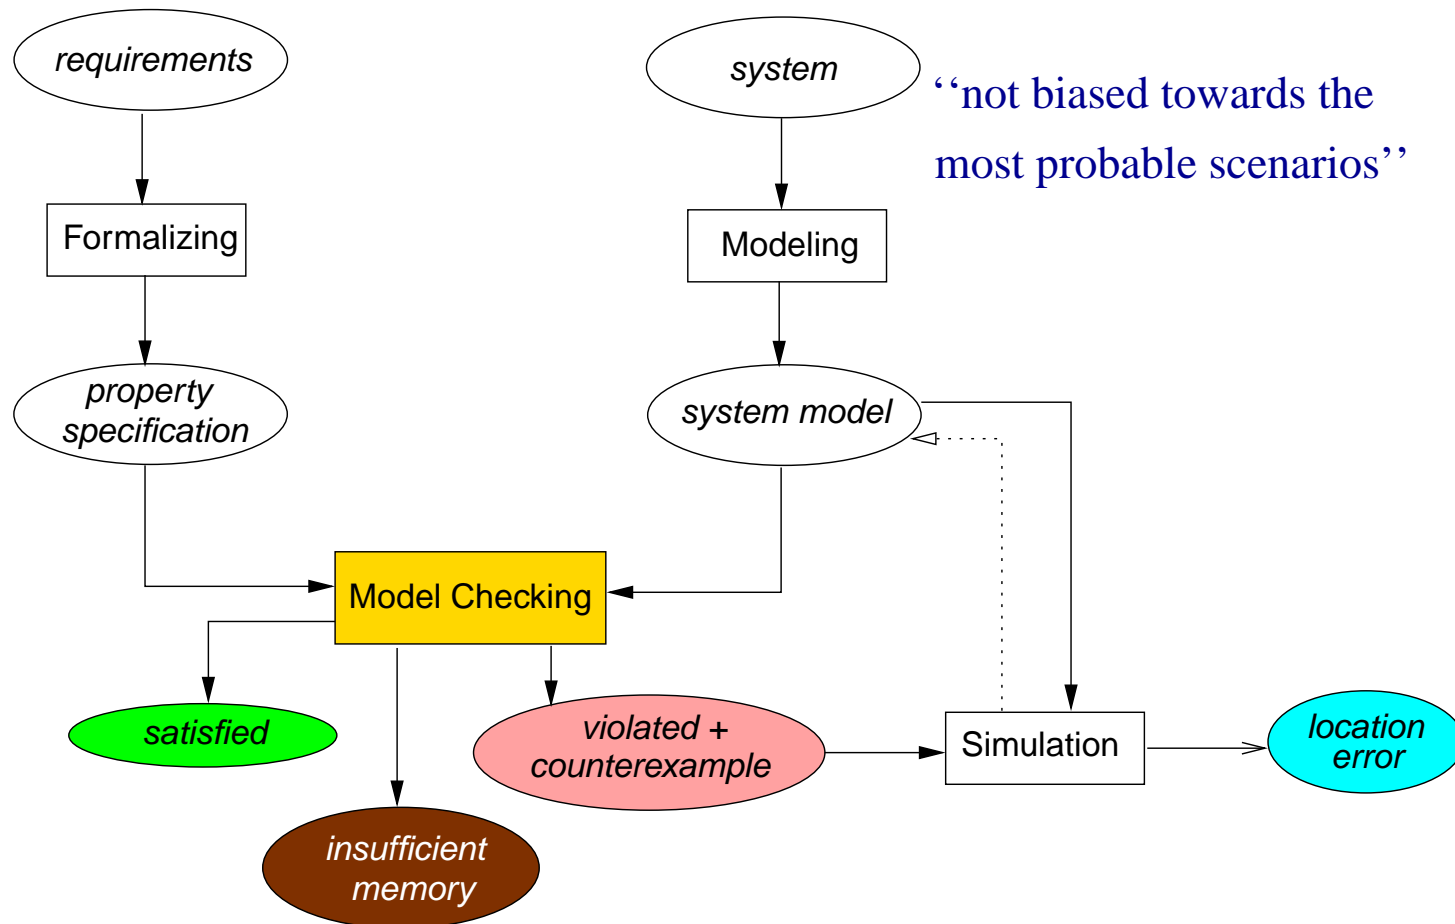 requirements
system
‘‘not biased towards the
most probable scenarios’’
Formalizing
Modeling
property
specification
system model
Model Checking
satisfied
violated +
counterexample
Simulation
location
error
insufficient
memory